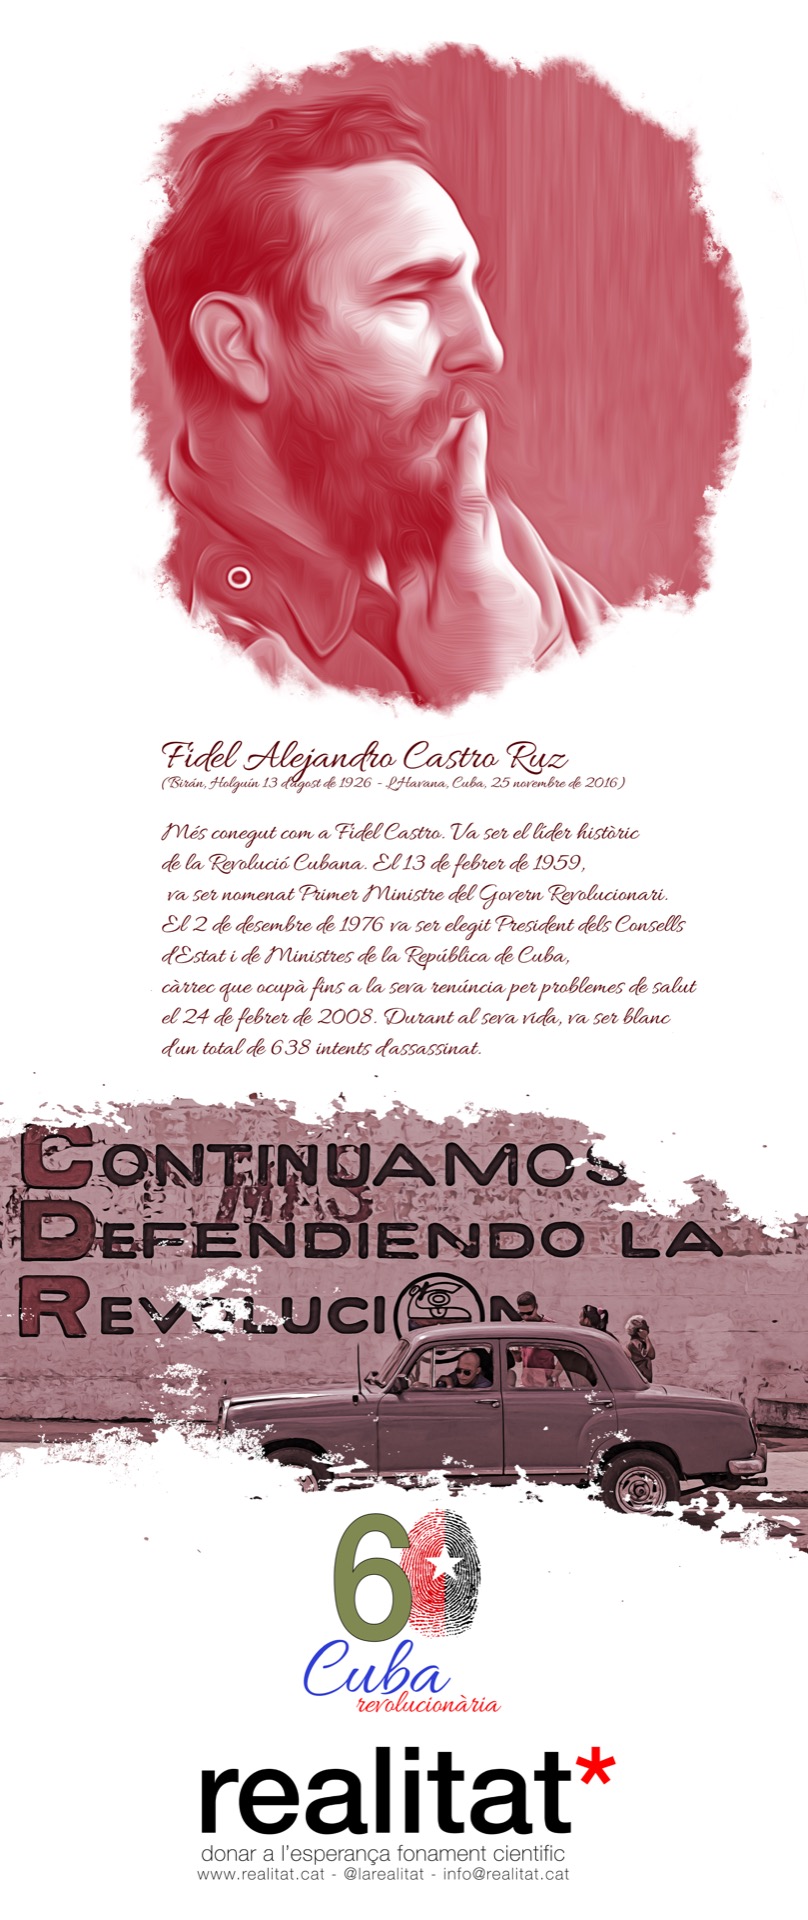 Fidel Alejandro Castro Ruz
(Birán, Holguín 13 d'agost de 1926 - L'Havana, Cuba, 25 novembre de 2016)
Més conegut com a Fidel Castro. Va ser el líder històric
de la Revolució Cubana. El 13 de febrer de 1959,
va ser nomenat Primer Ministre del Govern Revolucionari.
El 2 de desembre de 1976 va ser elegit President dels Consells
d'Estat i de Ministres de la República de Cuba,
càrrec que ocupà fins a la seva renúncia per problemes de salut
el 24 de febrer de 2008. Durant al seva vida, va ser blanc
d'un total de 638 intents d'assassinat.
CONTINUAMOS
DEFENDIENDO LA
REVOLUCION
60
Cuba
revolucionària
realitat*
donar a l'esperança fonament cientific
www.realitat.cat - @larealitat - info@realitat.cat